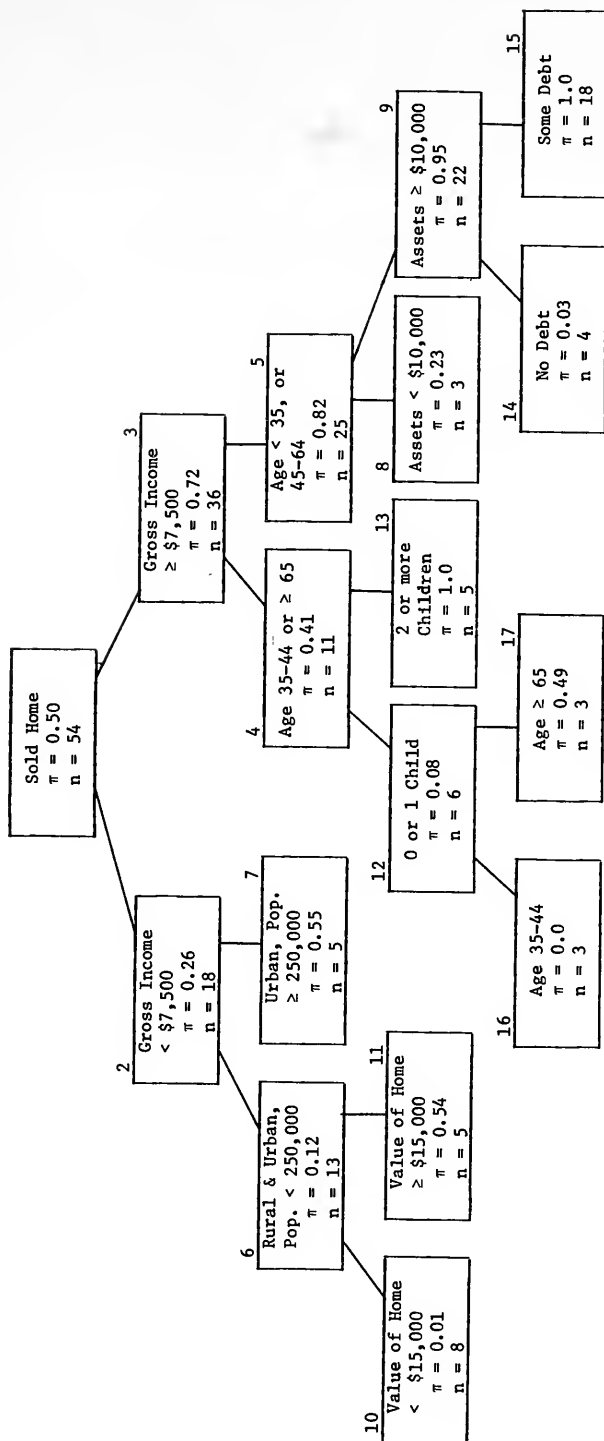 Sold Home
π = 0.50
n = 54
2
Gross Income
< $7,500
π = 0.26
n = 18
3
Gross Income
≥ $7,500
π = 0.72
n = 36
6
Rural & Urban,
Pop. < 250,000
π = 0.12
n = 13
7
Urban, Pop.
≥ 250,000
π = 0.55
n = 5
4
Age 35-44 or ≥ 65
π = 0.41
n = 11
5
Age < 35, or
45-64
π = 0.82
n = 25
10
Value of Home
< $15,000
π = 0.01
n = 8
11
Value of Home
≥ $15,000
π = 0.54
n = 5
12
0 or 1 Child
π = 0.08
n = 6
13
2 or more
Children
π = 1.0
n = 5
8
Assets < $10,000
π = 0.23
n = 3
9
Assets ≥ $10,000
π = 0.95
n = 22
16
Age 35-44
π = 0.0
n = 3
17
Age ≥ 65
π = 0.49
n = 3
14
No Debt
π = 0.03
n = 4
15
Some Debt
π = 1.0
n = 18